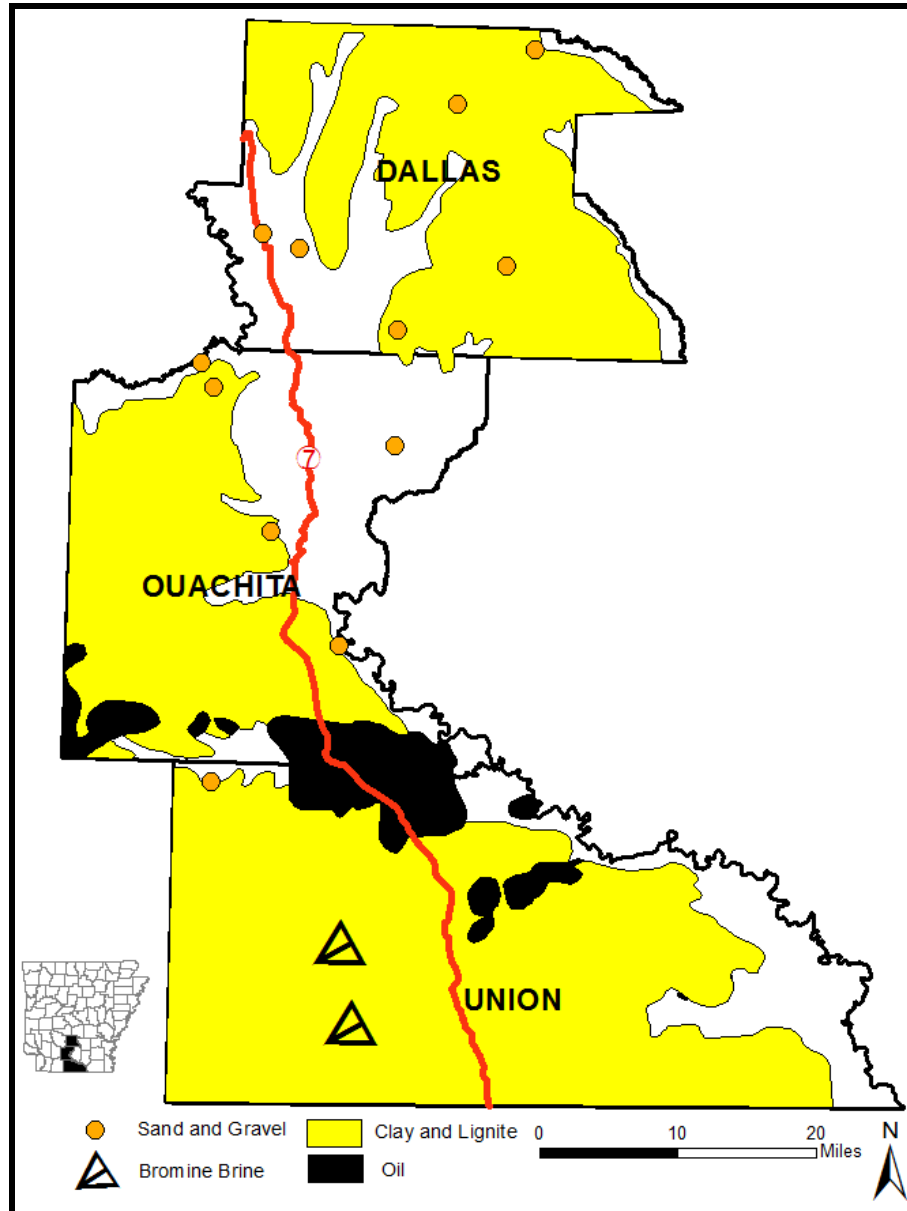 DALLAS
7
OUACHITA
UNION
Sand and Gravel
Clay and Lignite
0 10 20
Miles
N
Bromine Brine
Oil